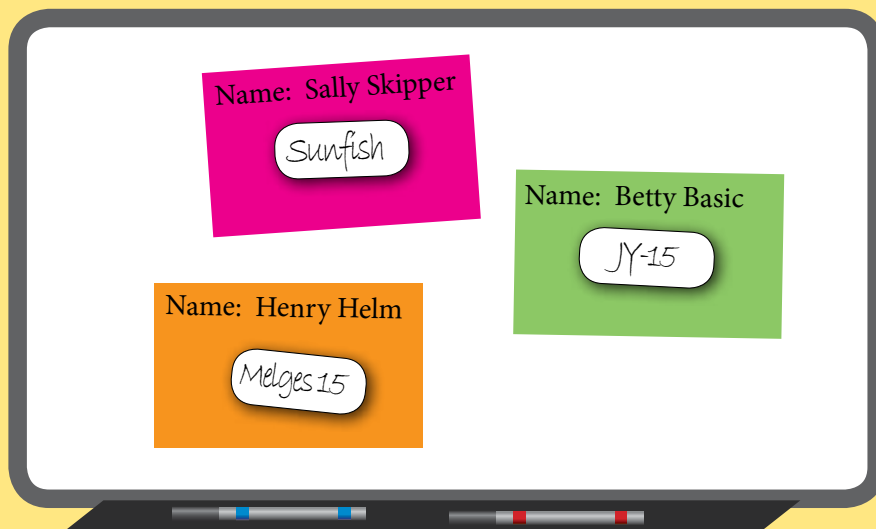 Name: Sally Skipper
Sunfish
Name: Betty Basic
JY-15
Name: Henry Helm
Melges 15